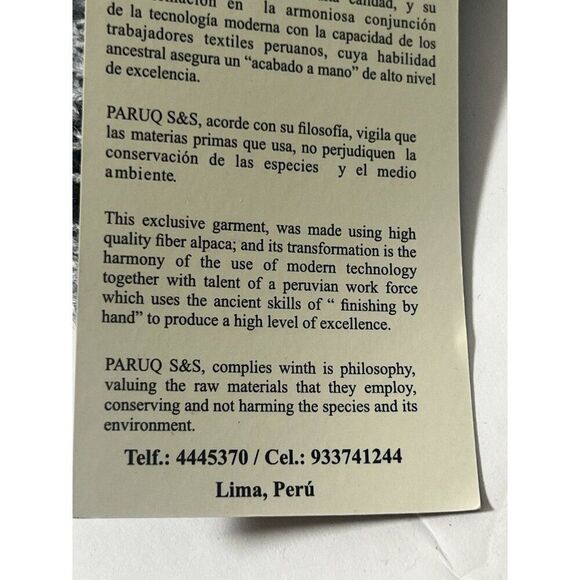 calidad, y su
en la armoniosa conjunción
de la tecnología moderna con la capacidad de los
trabajadores textiles peruanos, cuya habilidad
ancestral asegura un “acabado a mano” de alto nivel
de excelencia.
PARUQ S&S, acorde con su filosofía, vigila que
las materias primas que usa, no perjudiquen la
conservación de las especies y el medio
ambiente.
This exclusive garment, was made using high
quality fiber alpaca; and its transformation is the
harmony of the use of modern technology
together with talent of a peruvian work force
which uses the ancient skills of “ finishing by
hand” to produce a high level of excellence.
PARUQ S&S, complies winth is philosophy,
valuing the raw materials that they employ,
conserving and not harming the species and its
environment.
Telf.: 4445370 / Cel.: 933741244
Lima, Perú